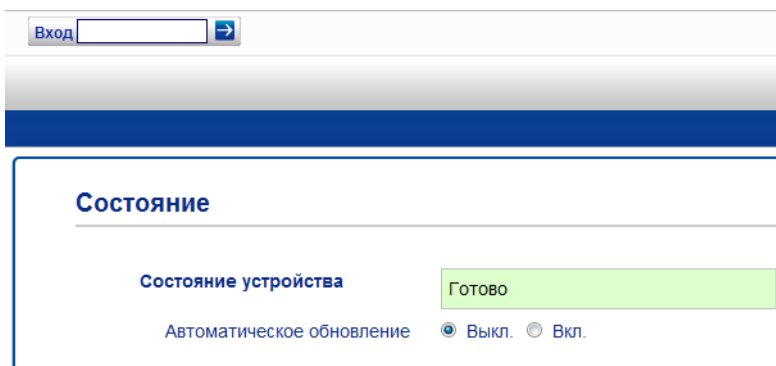 Вход
Состояние
Состояние устройства Готово
Автоматическое обновление Выкл. Вкл.